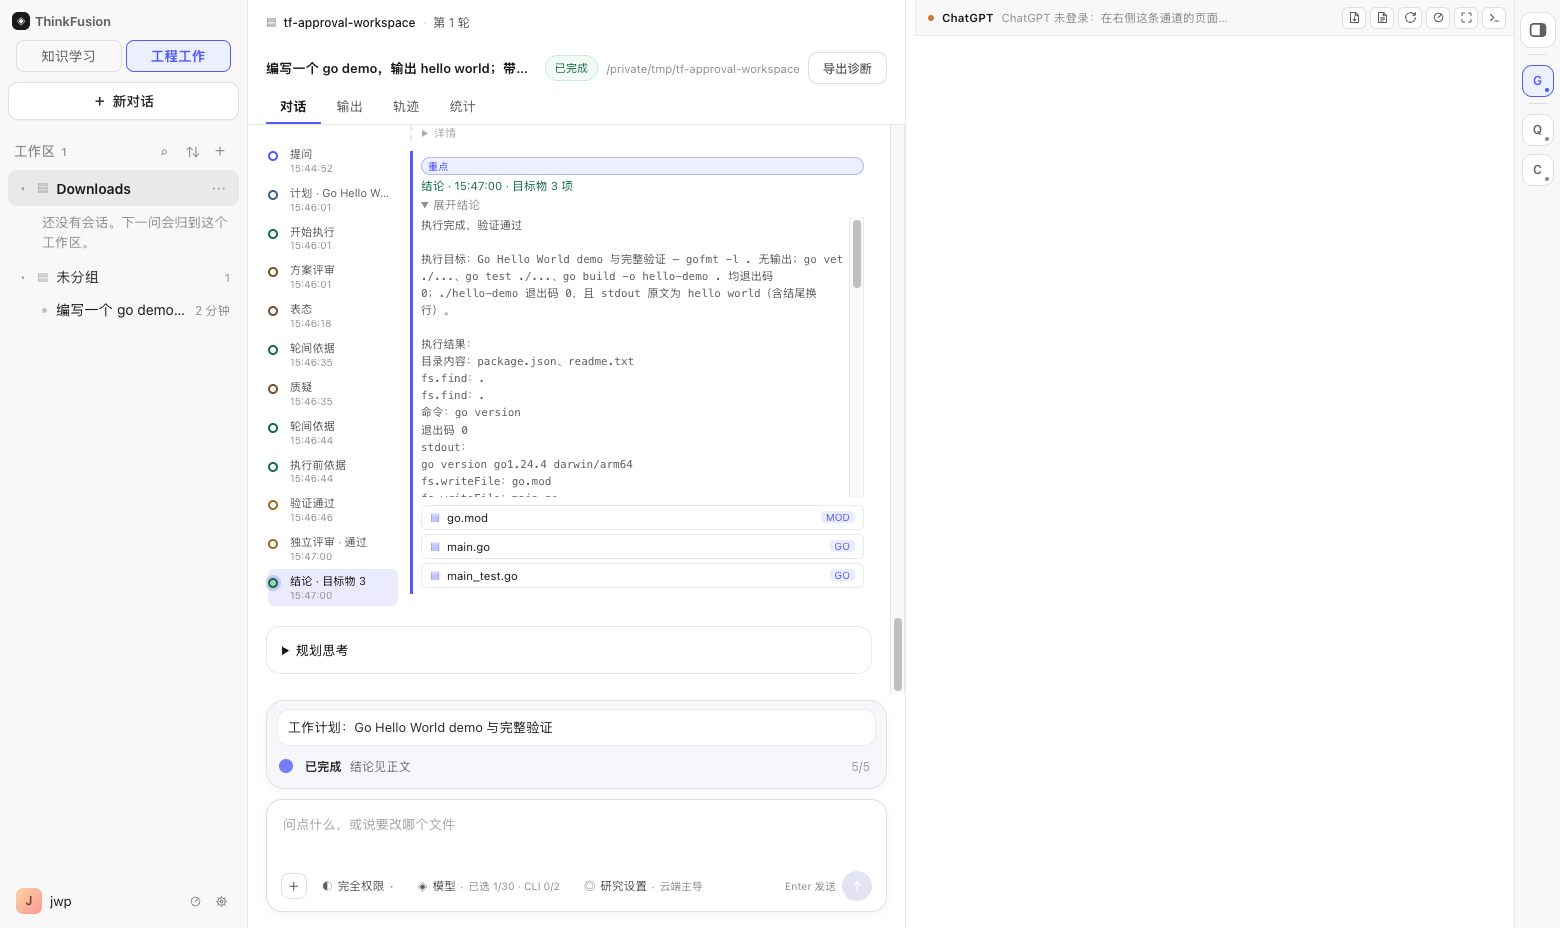 ThinkFusion
知识学习
工程工作
+ 新对话
工作区 1
Downloads
还没有会话。下一问会归到这个
工作区。
未分组 1
编写一个 go demo... 2 分钟
J jwp
tf-approval-workspace · 第 1 轮
编写一个 go demo，输出 hello world；带... 已完成 /private/tmp/tf-approval-workspace 导出诊断
对话 输出 轨迹 统计
提问
15:44:52
计划 · Go Hello W...
15:46:01
开始执行
15:46:01
方案评审
15:46:01
表态
15:46:18
轮间依据
15:46:35
质疑
15:46:35
轮间依据
15:46:44
执行前依据
15:46:44
验证通过
15:46:46
独立评审 · 通过
15:47:00
结论 · 目标物 3
15:47:00
▶ 详情
重点
结论 · 15:47:00 · 目标物 3 项
▼ 展开结论
执行完成，验证通过
执行目标：Go Hello World demo 与完整验证 — gofmt -l . 无输出；go vet
./...、go test ./...、go build -o hello-demo . 均退出码
0；./hello-demo 退出码 0，且 stdout 原文为 hello world（含结尾换
行）。
执行结果：
目录内容：package.json、readme.txt
fs.find：.
fs.find：.
命令：go version
退出码 0
stdout：
go version go1.24.4 darwin/arm64
fs.writeFile：go.mod
fs.writeFile：main.go
go.mod MOD
main.go GO
main_test.go GO
▶ 规划思考
工作计划：Go Hello World demo 与完整验证
已完成 结论见正文 5/5
问点什么，或说要改哪个文件
+ 完全权限 · 模型 · 已选 1/30 · CLI 0/2 研究设置 · 云端主导 Enter 发送
ChatGPT ChatGPT 未登录：在右侧这条通道的页面...
G
Q
C